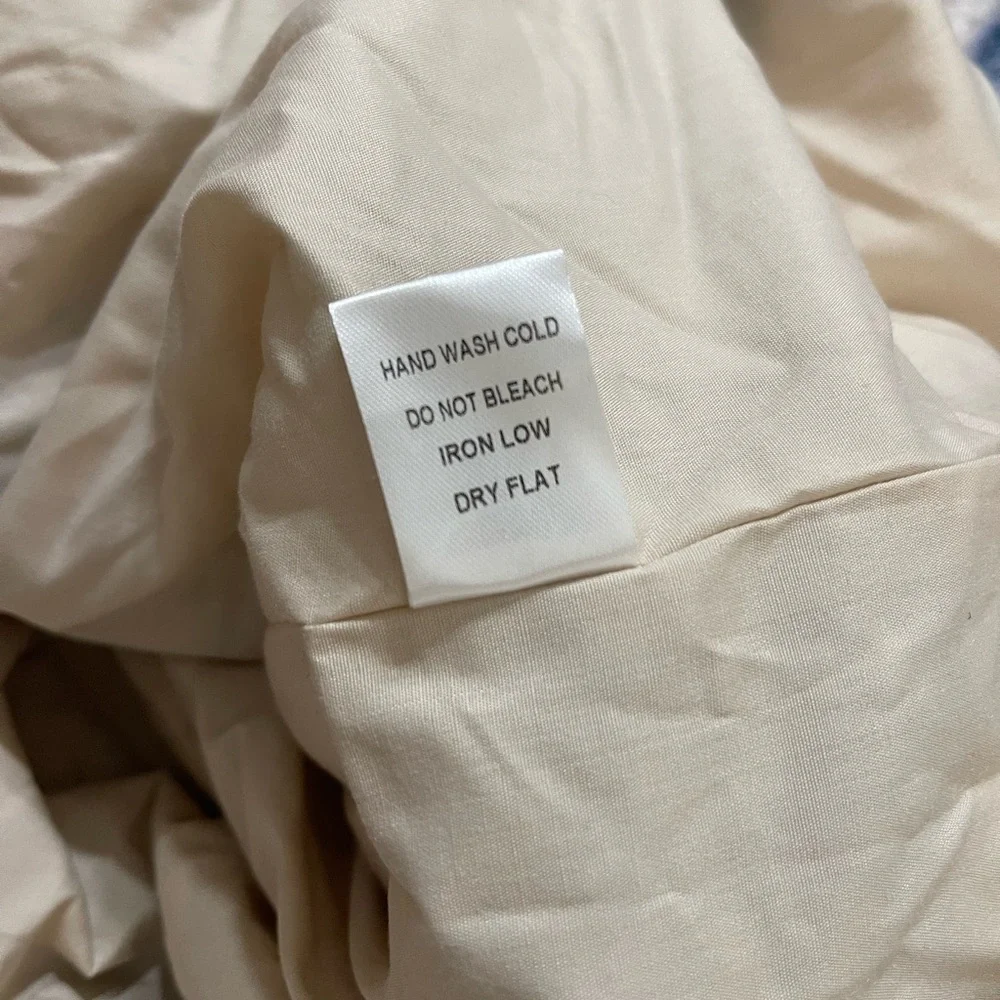 HAND WASH COLD
DO NOT BLEACH
IRON LOW
DRY FLAT